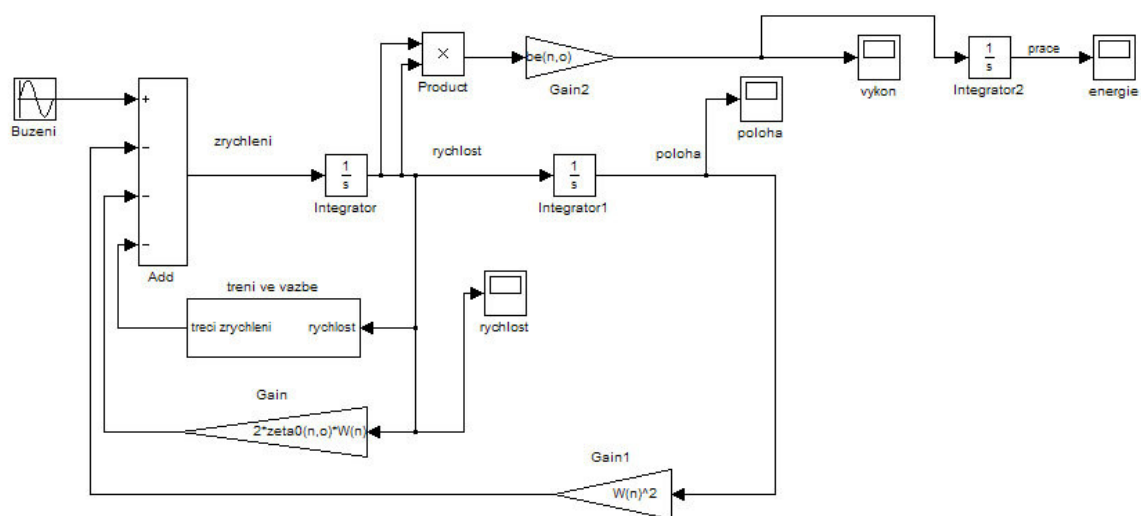 Buzeni
+
−
−
−
Add
zrychleni
1
s
Integrator
×
Product
be(n,o)
Gain2
rychlost
1
s
Integrator1
poloha
poloha
vykon
1
s
Integrator2
prace
energie
treni ve vazbe
treci zrychleni
rychlost
rychlost
Gain
2*zeta0(n,o)*W(n)
Gain1
W(n)^2